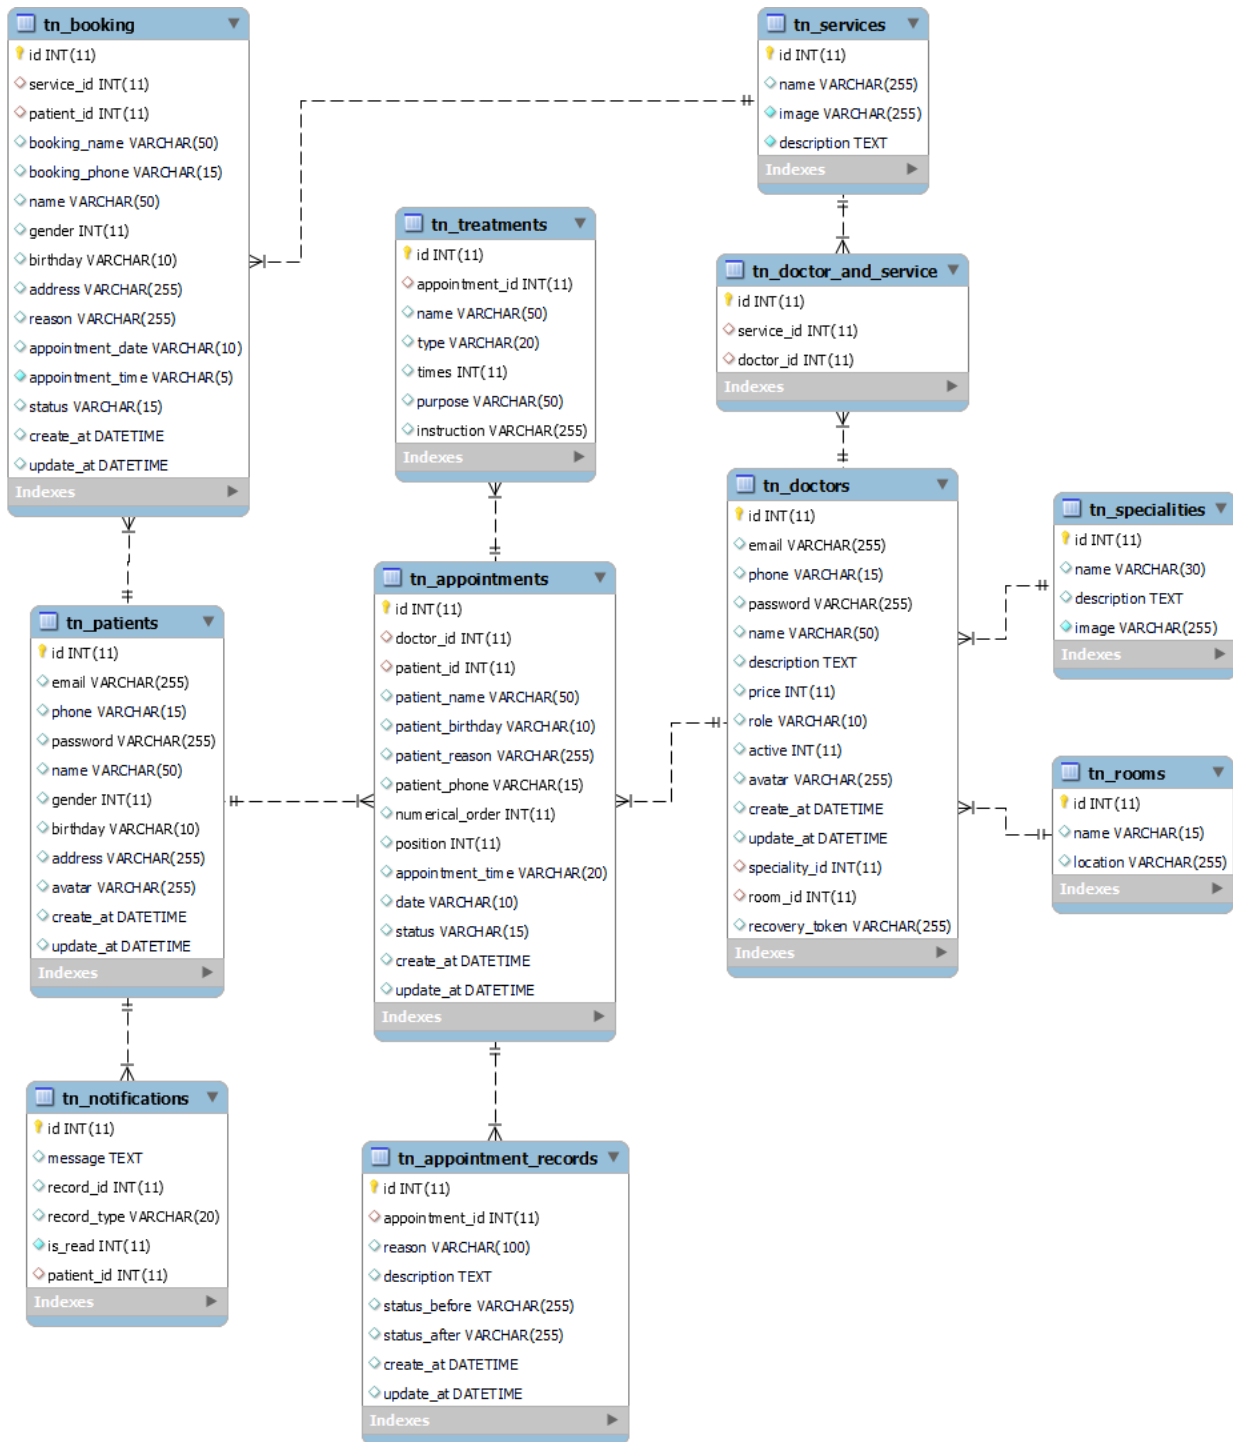 tn_booking
id INT(11)
service_id INT(11)
patient_id INT(11)
booking_name VARCHAR(50)
booking_phone VARCHAR(15)
name VARCHAR(50)
gender INT(11)
birthday VARCHAR(10)
address VARCHAR(255)
reason VARCHAR(255)
appointment_date VARCHAR(10)
appointment_time VARCHAR(5)
status VARCHAR(15)
create_at DATETIME
update_at DATETIME
Indexes
tn_services
id INT(11)
name VARCHAR(255)
image VARCHAR(255)
description TEXT
Indexes
tn_treatments
id INT(11)
appointment_id INT(11)
name VARCHAR(50)
type VARCHAR(20)
times INT(11)
purpose VARCHAR(50)
instruction VARCHAR(255)
Indexes
tn_doctor_and_service
id INT(11)
service_id INT(11)
doctor_id INT(11)
Indexes
tn_doctors
id INT(11)
email VARCHAR(255)
phone VARCHAR(15)
password VARCHAR(255)
name VARCHAR(50)
description TEXT
price INT(11)
role VARCHAR(10)
active INT(11)
avatar VARCHAR(255)
create_at DATETIME
update_at DATETIME
speciality_id INT(11)
room_id INT(11)
recovery_token VARCHAR(255)
Indexes
tn_specialities
id INT(11)
name VARCHAR(30)
description TEXT
image VARCHAR(255)
Indexes
tn_appointments
id INT(11)
doctor_id INT(11)
patient_id INT(11)
patient_name VARCHAR(50)
patient_birthday VARCHAR(10)
patient_reason VARCHAR(255)
patient_phone VARCHAR(15)
numerical_order INT(11)
position INT(11)
appointment_time VARCHAR(20)
date VARCHAR(10)
status VARCHAR(15)
create_at DATETIME
update_at DATETIME
Indexes
tn_patients
id INT(11)
email VARCHAR(255)
phone VARCHAR(15)
password VARCHAR(255)
name VARCHAR(50)
gender INT(11)
birthday VARCHAR(10)
address VARCHAR(255)
avatar VARCHAR(255)
create_at DATETIME
update_at DATETIME
Indexes
tn_rooms
id INT(11)
name VARCHAR(15)
location VARCHAR(255)
Indexes
tn_notifications
id INT(11)
message TEXT
record_id INT(11)
record_type VARCHAR(20)
is_read INT(11)
patient_id INT(11)
Indexes
tn_appointment_records
id INT(11)
appointment_id INT(11)
reason VARCHAR(100)
description TEXT
status_before VARCHAR(255)
status_after VARCHAR(255)
create_at DATETIME
update_at DATETIME
Indexes